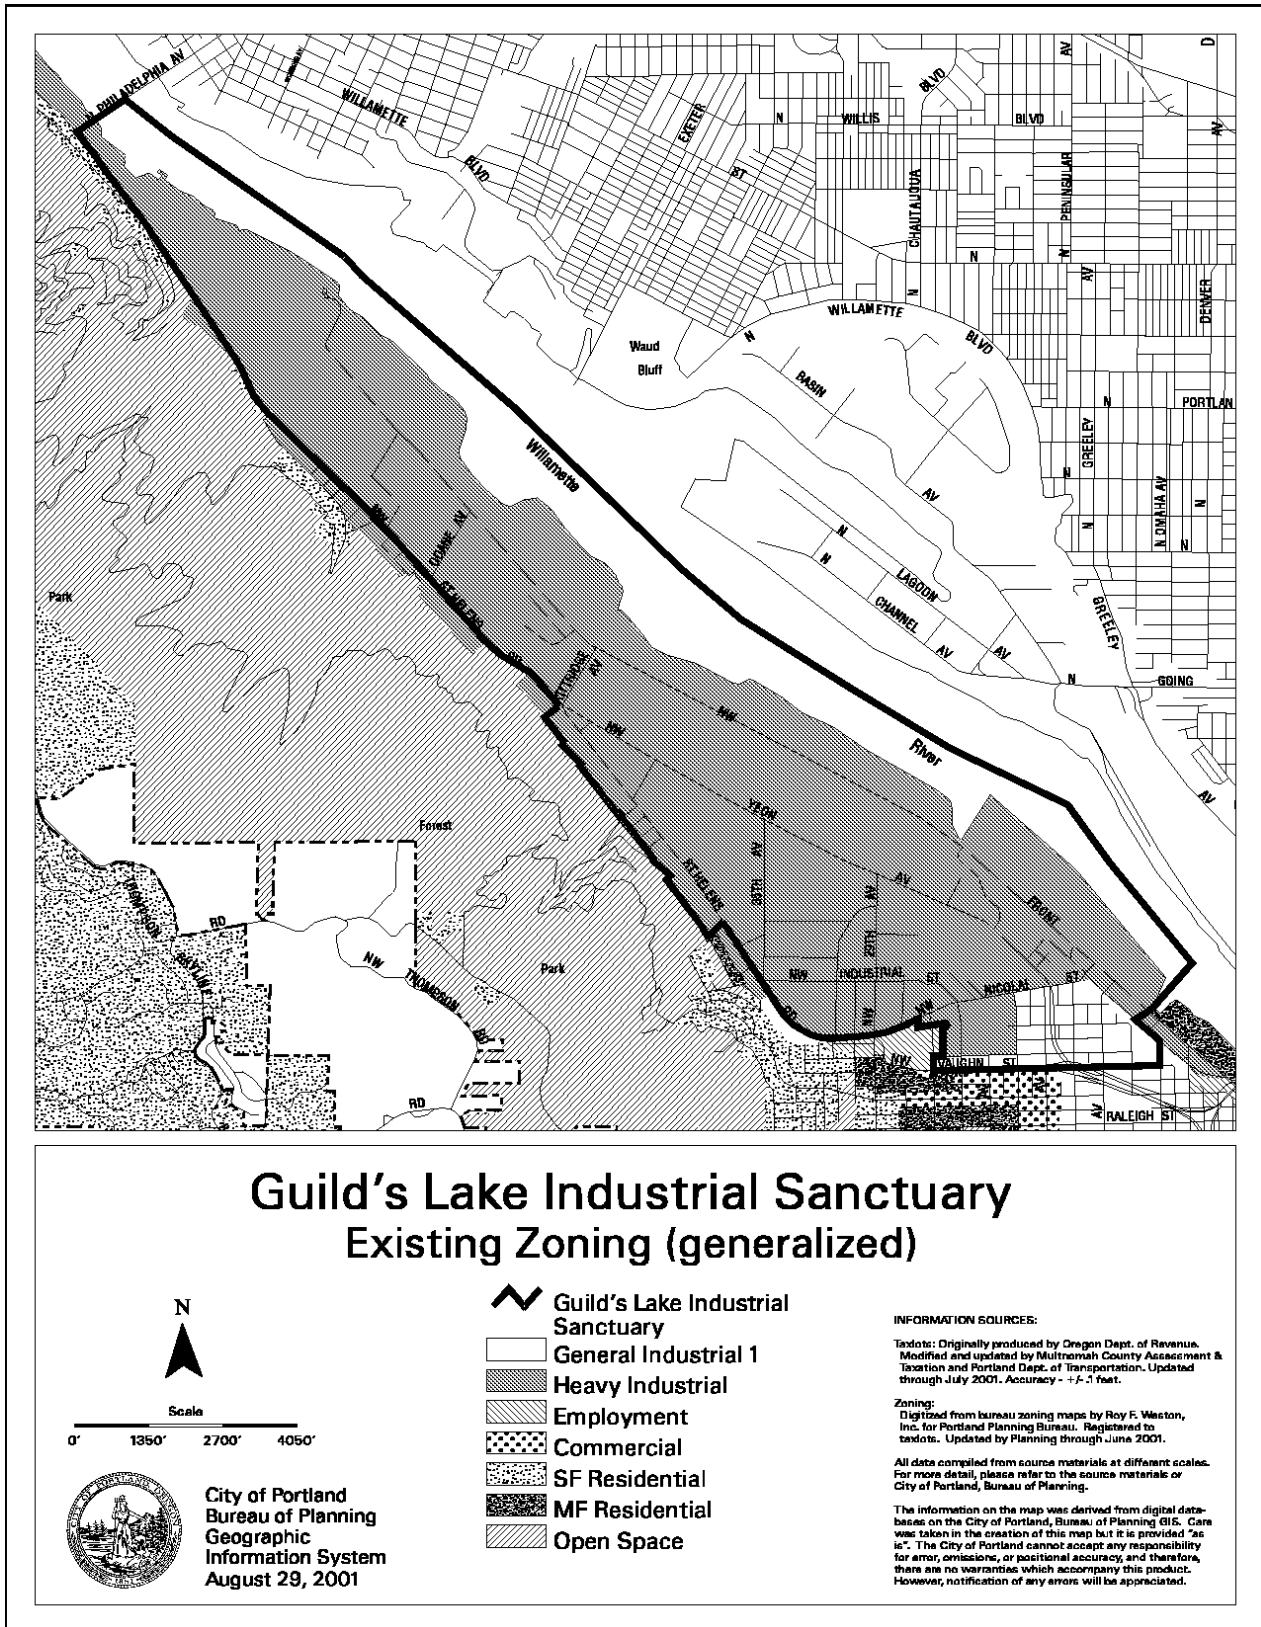 PHILADELPHIA AV
WILLAMETTE
BLVD
EXETER
ST
N
WILLIS
BLVD
BLVD
AV
D
AV
CHAUTAUQUA
N
PENINSULAR
N
AV
N
DENVER
WILLAMETTE
BLVD
N
Waud
Bluff
BASIN
AV
N
PORTLAN
GREELEY
N
N
N OMAHA AV
N
N
Willamette
N
LAGOON
AV
N
CHANNEL
AV
GREELEY
N
GOING
AV
NW
DOANE AV
ST HELENS
RD
KITTRIDGE
AV
NW
NW
River
YEON
AV
Park
Forest
Park
ST HELENS
35TH
AV
AV
29TH
NW
FRONT
NW
INDUSTRIAL
ST
NICOLAI
ST
NW
RD
NW
VAUGHN
ST
AV
AV
AV
RALEIGH ST
THOMPSON
RD
SKYLINE
NW
THOMPSON
RD
RD
Guild's Lake Industrial Sanctuary
Existing Zoning (generalized)
N
Scale
0' 1350' 2700' 4050'
City of Portland
Bureau of Planning
Geographic
Information System
August 29, 2001
Guild's Lake Industrial
Sanctuary
General Industrial 1
Heavy Industrial
Employment
Commercial
SF Residential
MF Residential
Open Space
INFORMATION SOURCES:
Taxlots: Originally produced by Oregon Dept. of Revenue.
Modified and updated by Multnomah County Assessment &
Taxation and Portland Dept. of Transportation. Updated
through July 2001. Accuracy - +/- .1 feet.
Zoning:
Digitized from bureau zoning maps by Roy F. Weston,
Inc. for Portland Planning Bureau. Registered to
taxlots. Updated by Planning through June 2001.
All data compiled from source materials at different scales.
For more detail, please refer to the source materials or
City of Portland, Bureau of Planning.
The information on the map was derived from digital data-
bases on the City of Portland, Bureau of Planning GIS. Care
was taken in the creation of this map but it is provided "as
is". The City of Portland cannot accept any responsibility
for error, omissions, or positional accuracy, and therefore,
there are no warranties which accompany this product.
However, notification of any errors will be appreciated.